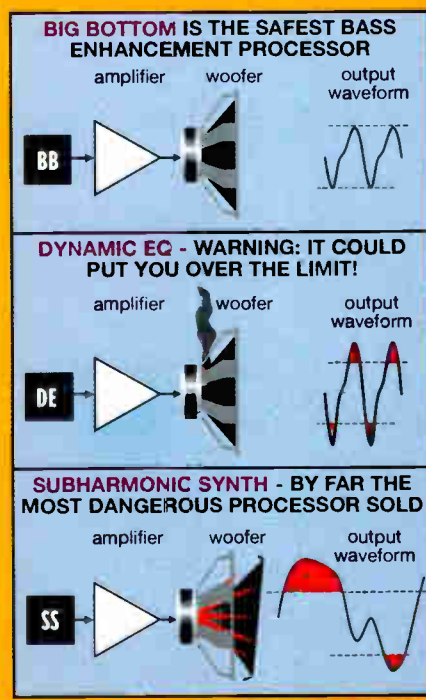 BIG BOTTOM IS THE SAFEST BASS
ENHANCEMENT PROCESSOR
amplifier woofer output
waveform
BB
DYNAMIC EQ - WARNING: IT COULD
PUT YOU OVER THE LIMIT!
amplifier woofer output
waveform
DE
SUBHARMONIC SYNTH - BY FAR THE
MOST DANGEROUS PROCESSOR SOLD
amplifier woofer output
waveform
SS